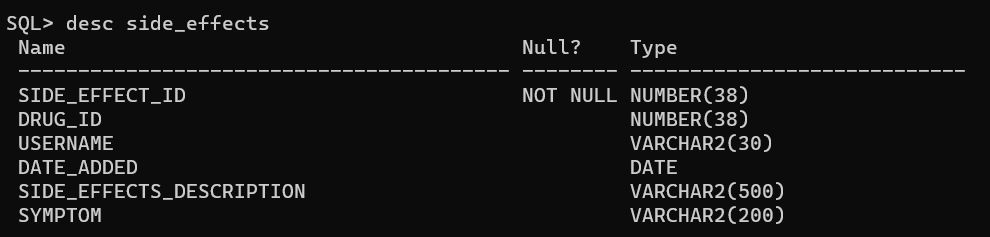 SQL> desc side_effects
Name Null? Type
----------------------------------------- -------- ----------------------------
SIDE_EFFECT_ID NOT NULL NUMBER(38)
DRUG_ID NUMBER(38)
USERNAME VARCHAR2(30)
DATE_ADDED DATE
SIDE_EFFECTS_DESCRIPTION VARCHAR2(500)
SYMPTOM VARCHAR2(200)